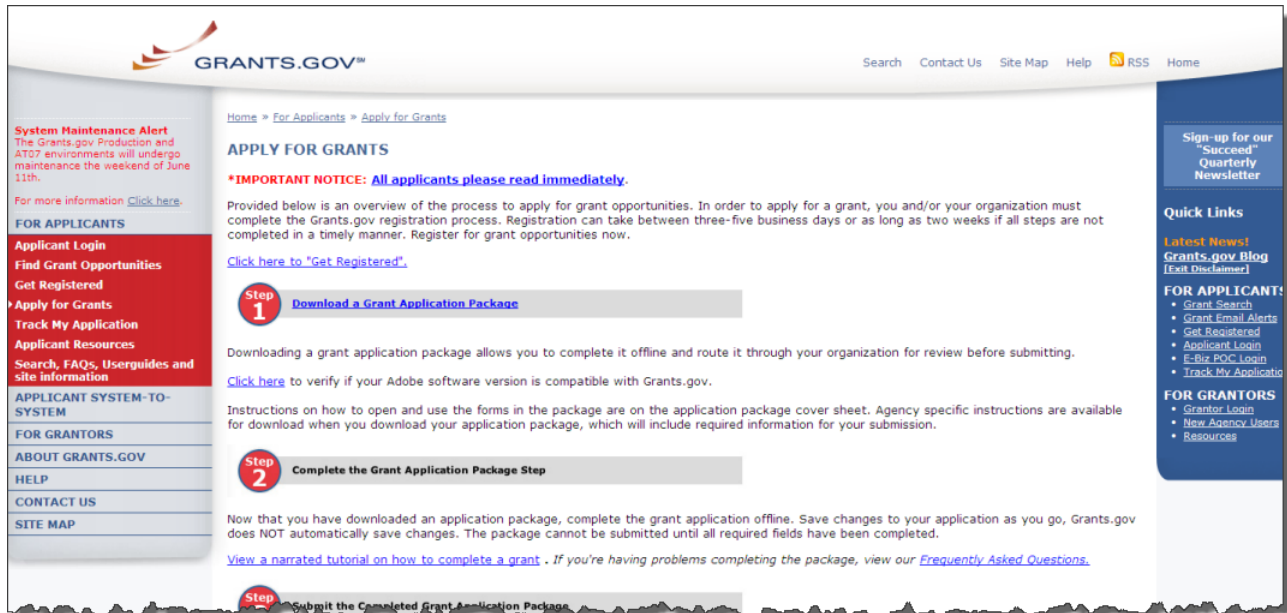 GRANTS.GOV℠
Search Contact Us Site Map Help RSS Home
System Maintenance Alert
The Grants.gov Production and
AT07 environments will undergo
maintenance the weekend of June
11th.
For more information Click here.
FOR APPLICANTS
Applicant Login
Find Grant Opportunities
Get Registered
Apply for Grants
Track My Application
Applicant Resources
Search, FAQs, Userguides and
site information
APPLICANT SYSTEM-TO-
SYSTEM
FOR GRANTORS
ABOUT GRANTS.GOV
HELP
CONTACT US
SITE MAP
Home » For Applicants » Apply for Grants
APPLY FOR GRANTS
*IMPORTANT NOTICE: All applicants please read immediately.
Provided below is an overview of the process to apply for grant opportunities. In order to apply for a grant, you and/or your organization must
complete the Grants.gov registration process. Registration can take between three-five business days or as long as two weeks if all steps are not
completed in a timely manner. Register for grant opportunities now.
Click here to "Get Registered".
Step
1
Download a Grant Application Package
Downloading a grant application package allows you to complete it offline and route it through your organization for review before submitting.
Click here to verify if your Adobe software version is compatible with Grants.gov.
Instructions on how to open and use the forms in the package are on the application package cover sheet. Agency specific instructions are available
for download when you download your application package, which will include required information for your submission.
Step
2
Complete the Grant Application Package Step
Now that you have downloaded an application package, complete the grant application offline. Save changes to your application as you go, Grants.gov
does NOT automatically save changes. The package cannot be submitted until all required fields have been completed.
View a narrated tutorial on how to complete a grant . If you're having problems completing the package, view our Frequently Asked Questions.
Step
Submit the Completed Grant Application Package
Sign-up for our
"Succeed"
Quarterly
Newsletter
Quick Links
Latest News!
Grants.gov Blog
[Exit Disclaimer]
FOR APPLICANTS
• Grant Search
• Grant Email Alerts
• Get Registered
• Applicant Login
• E-Biz POC Login
• Track My Applicatio
FOR GRANTORS
• Grantor Login
• New Agency Users
• Resources